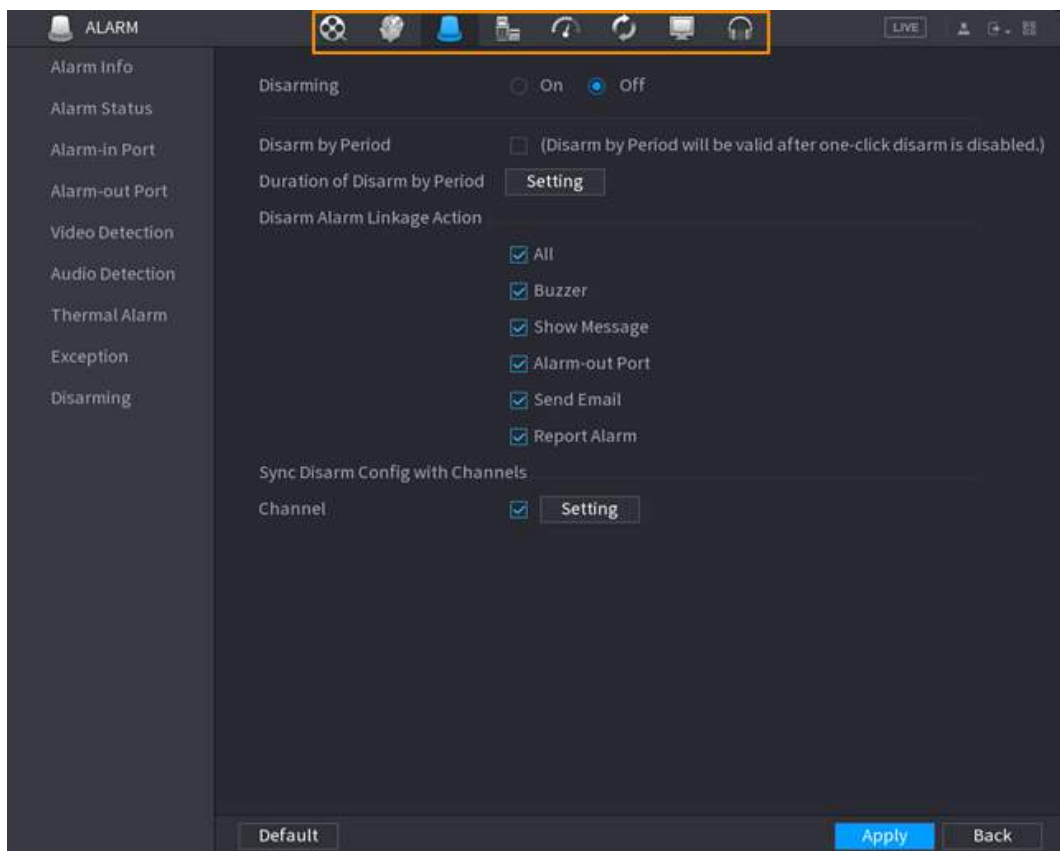 ALARM
LIVE
Alarm Info
Alarm Status
Alarm-in Port
Alarm-out Port
Video Detection
Audio Detection
Thermal Alarm
Exception
Disarming
Disarming On Off
Disarm by Period (Disarm by Period will be valid after one-click disarm is disabled.)
Duration of Disarm by Period Setting
Disarm Alarm Linkage Action
All
Buzzer
Show Message
Alarm-out Port
Send Email
Report Alarm
Sync Disarm Config with Channels
Channel Setting
Default Apply Back